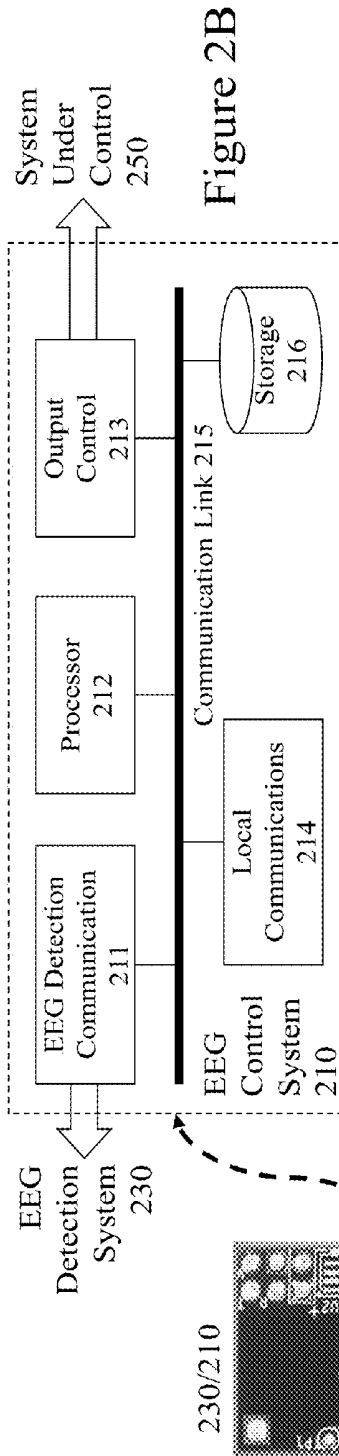 EEG
Detection
System
230
EEG Detection
Communication
211
Processor
212
Output
Control
213
System
Under
Control
250
Communication Link 215
EEG
Control
System
210
Local
Communications
214
Storage
216
Figure 2B
230/210